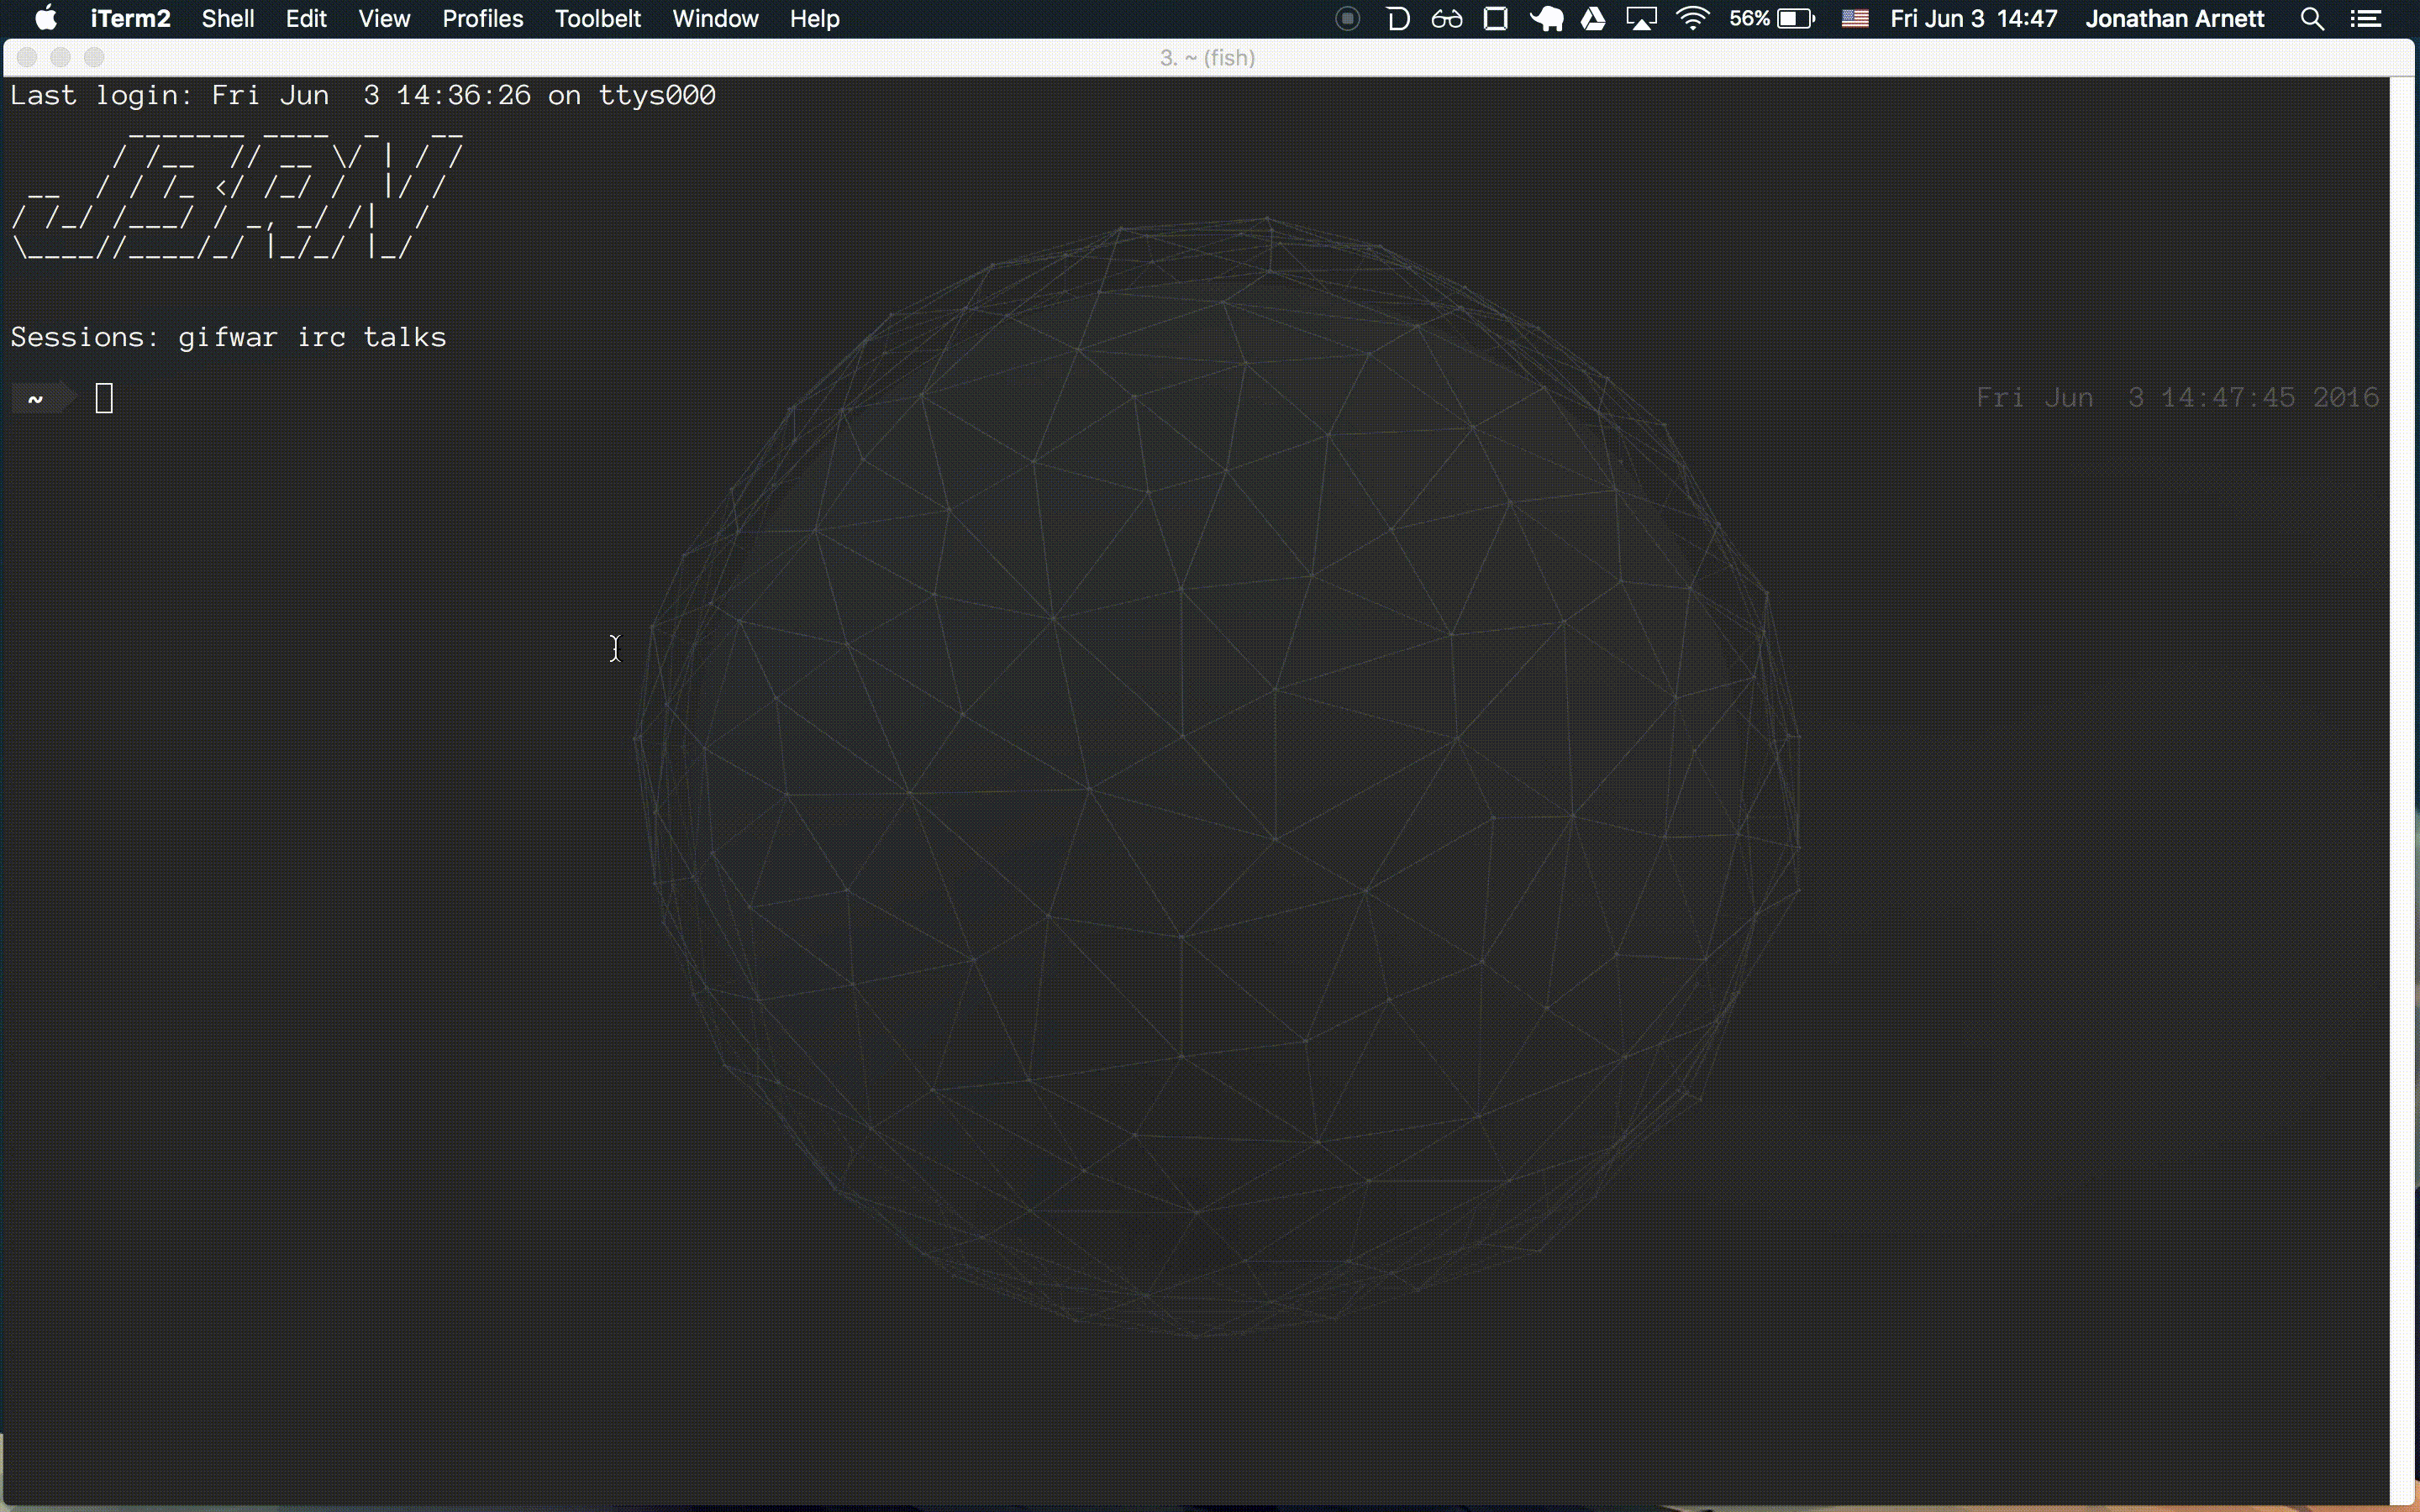 iTerm2 Shell Edit View Profiles Toolbelt Window Help 56% Fri Jun 3 14:47 Jonathan Arnett
3. ~ (fish)
Last login: Fri Jun  3 14:36:26 on ttys000
       _______ ____  _   __
      / /__  // __ \/ | / /
 __  / / /_ </ /_/ /  |/ /
/ /_/ /___/ / _, _/ /|  /
\____//____/_/ |_/_/ |_/
Sessions: gifwar irc talks
~ Fri Jun  3 14:47:45 2016